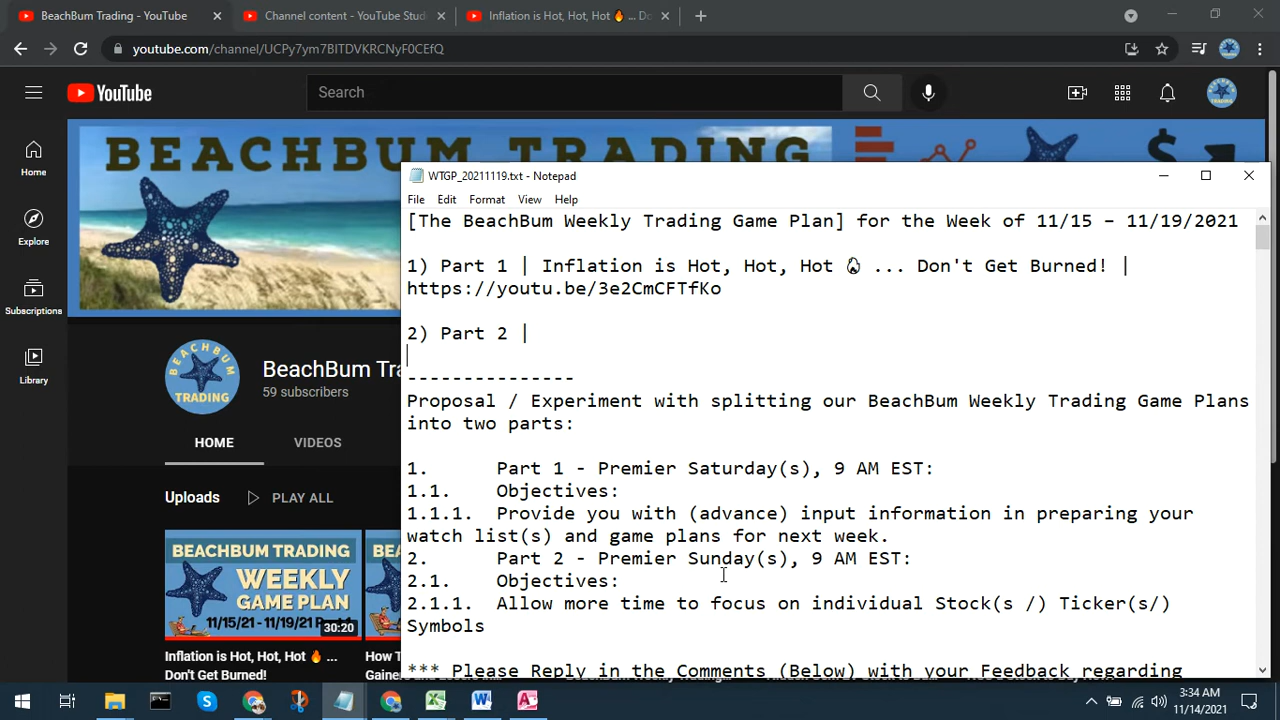 BeachBum Trading - YouTube
Channel content - YouTube Stud
Inflation is Hot, Hot, Hot 🔥 ... Do
youtube.com/channel/UCPy7ym7BITDVKRCNyF0CEfQ
YouTube
Search
BEACHBUM TRADING
Home
Explore
Subscriptions
Library
BEACHBUM
TRADING
BeachBum Tra
59 subscribers
HOME
VIDEOS
Uploads
PLAY ALL
BEACHBUM TRADING
WEEKLY
GAME PLAN
11/15/21 - 11/19/21
30:20
Inflation is Hot, Hot, Hot 🔥 ...
Don't Get Burned!
How T
Gaine
BEACH
WE
GAM
WTGP_20211119.txt - Notepad
File Edit Format View Help
[The BeachBum Weekly Trading Game Plan] for the Week of 11/15 – 11/19/2021
1) Part 1 | Inflation is Hot, Hot, Hot 🔥 ... Don't Get Burned! |
https://youtu.be/3e2CmCFTfKo
2) Part 2 |
---------------
Proposal / Experiment with splitting our BeachBum Weekly Trading Game Plans
into two parts:
1. Part 1 - Premier Saturday(s), 9 AM EST:
1.1. Objectives:
1.1.1. Provide you with (advance) input information in preparing your
watch list(s) and game plans for next week.
2. Part 2 - Premier Sunday(s), 9 AM EST:
2.1. Objectives:
2.1.1. Allow more time to focus on individual Stock(s /) Ticker(s/)
Symbols
*** Please Reply in the Comments (Below) with your Feedback regarding
3:34 AM
11/14/2021